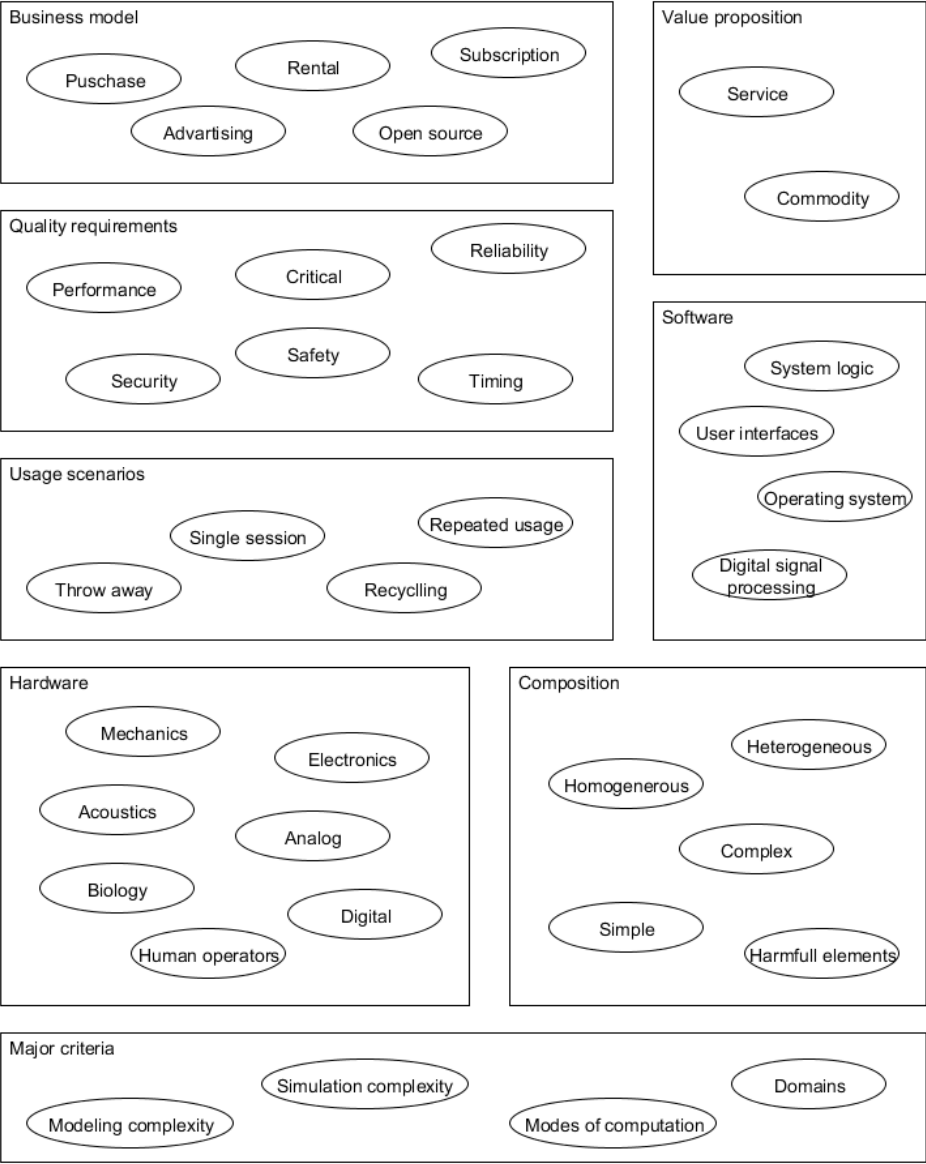 Business model
Puschase
Rental
Subscription
Advartising
Open source
Value proposition
Service
Commodity
Quality requirements
Performance
Critical
Reliability
Security
Safety
Timing
Software
System logic
User interfaces
Operating system
Digital signal
processing
Usage scenarios
Throw away
Single session
Repeated usage
Recyclling
Hardware
Mechanics
Electronics
Acoustics
Analog
Biology
Digital
Human operators
Composition
Heterogeneous
Homogenerous
Complex
Simple
Harmfull elements
Major criteria
Modeling complexity
Simulation complexity
Modes of computation
Domains